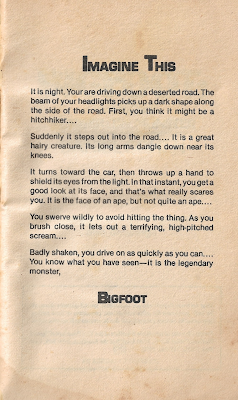 IMAGINE THIS
It is night. Your are driving down a deserted road. The
beam of your headlights picks up a dark shape along
the side of the road. First, you think it might be a
hitchhiker....
Suddenly it steps out into the road.... It is a great
hairy creature. Its long arms dangle down near its
knees.
It turns toward the car, then throws up a hand to
shield its eyes from the light. In that instant, you get a
good look at its face, and that's what really scares
you. It is the face of an ape, but not quite an ape....
You swerve wildly to avoid hitting the thing. As you
brush close, it lets out a terrifying, high-pitched
scream....
Badly shaken, you drive on as quickly as you can....
You know what you have seen—it is the legendary
monster,
BIGFOOT